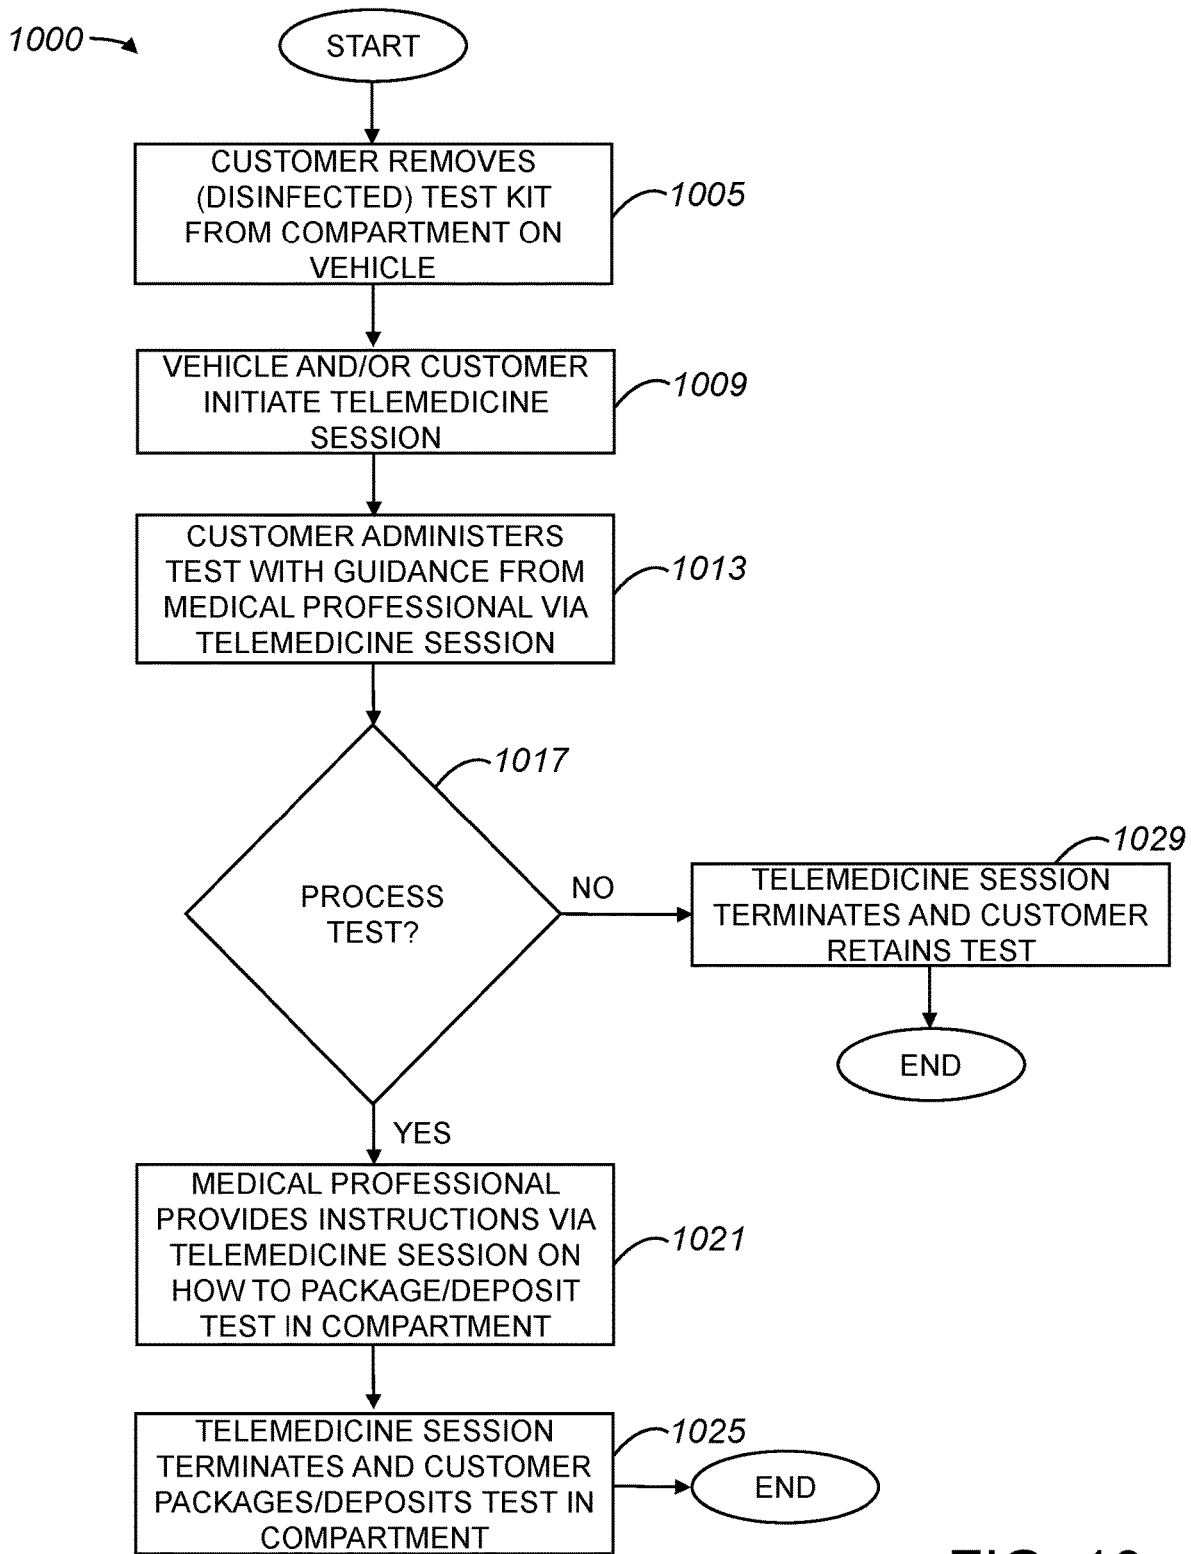 1000
START
CUSTOMER REMOVES
(DISINFECTED) TEST KIT
FROM COMPARTMENT ON
VEHICLE
1005
VEHICLE AND/OR CUSTOMER
INITIATE TELEMEDICINE
SESSION
1009
CUSTOMER ADMINISTERS
TEST WITH GUIDANCE FROM
MEDICAL PROFESSIONAL VIA
TELEMEDICINE SESSION
1013
1017
PROCESS
TEST?
NO
1029
TELEMEDICINE SESSION
TERMINATES AND CUSTOMER
RETAINS TEST
END
YES
MEDICAL PROFESSIONAL
PROVIDES INSTRUCTIONS VIA
TELEMEDICINE SESSION ON
HOW TO PACKAGE/DEPOSIT
TEST IN COMPARTMENT
1021
TELEMEDICINE SESSION
TERMINATES AND CUSTOMER
PACKAGES/DEPOSITS TEST IN
COMPARTMENT
1025
END